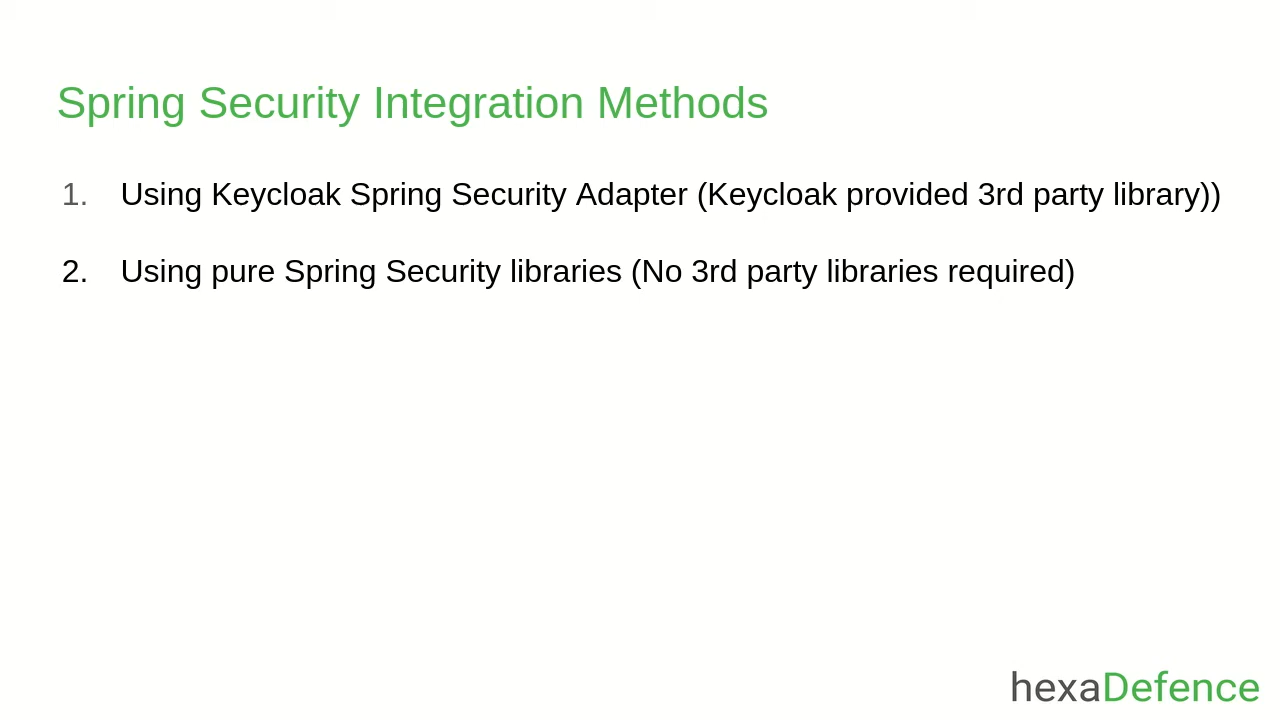 Spring Security Integration Methods
1. Using Keycloak Spring Security Adapter (Keycloak provided 3rd party library))
2. Using pure Spring Security libraries (No 3rd party libraries required)
hexaDefence